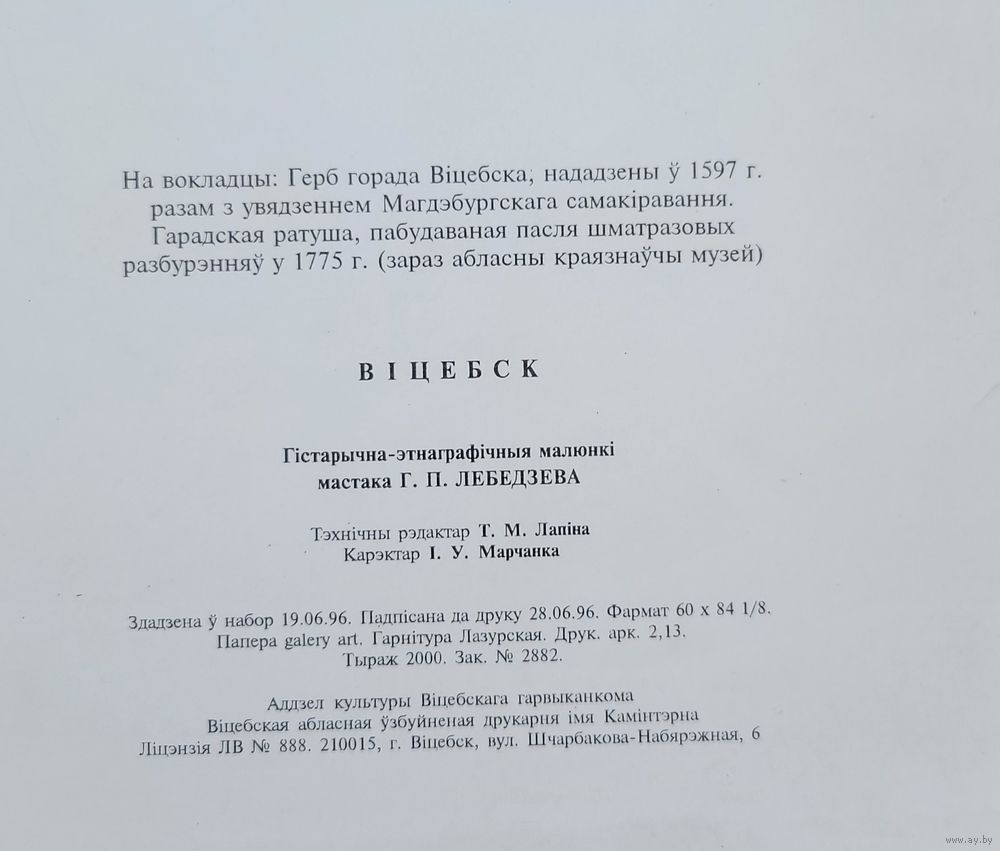 На вокладцы: Герб горада Віцебска, нададзены ў 1597 г.
разам з увядзеннем Магдэбургскага самакіравання.
Гарадская ратуша, пабудаваная пасля шматразовых
разбурэнняў у 1775 г. (зараз абласны краязнаўчы музей)
ВІЦЕБСК
Гістарычна-этнаграфічныя малюнкі
мастака Г. П. ЛЕБЕДЗЕВА
Тэхнічны рэдактар Т. М. Лапіна
Карэктар І. У. Марчанка
Здадзена ў набор 19.06.96. Падпісана да друку 28.06.96. Фармат 60 x 84 1/8.
Папера galery art. Гарнітура Лазурская. Друк. арк. 2,13.
Тыраж 2000. Зак. № 2882.
Аддзел культуры Віцебскага гарвыканкома
Віцебская абласная ўзбуйненая друкарня імя Камінтэрна
Ліцэнзія ЛВ № 888. 210015, г. Віцебск, вул. Шчарбакова-Набярэжная, 6
www.ay.by